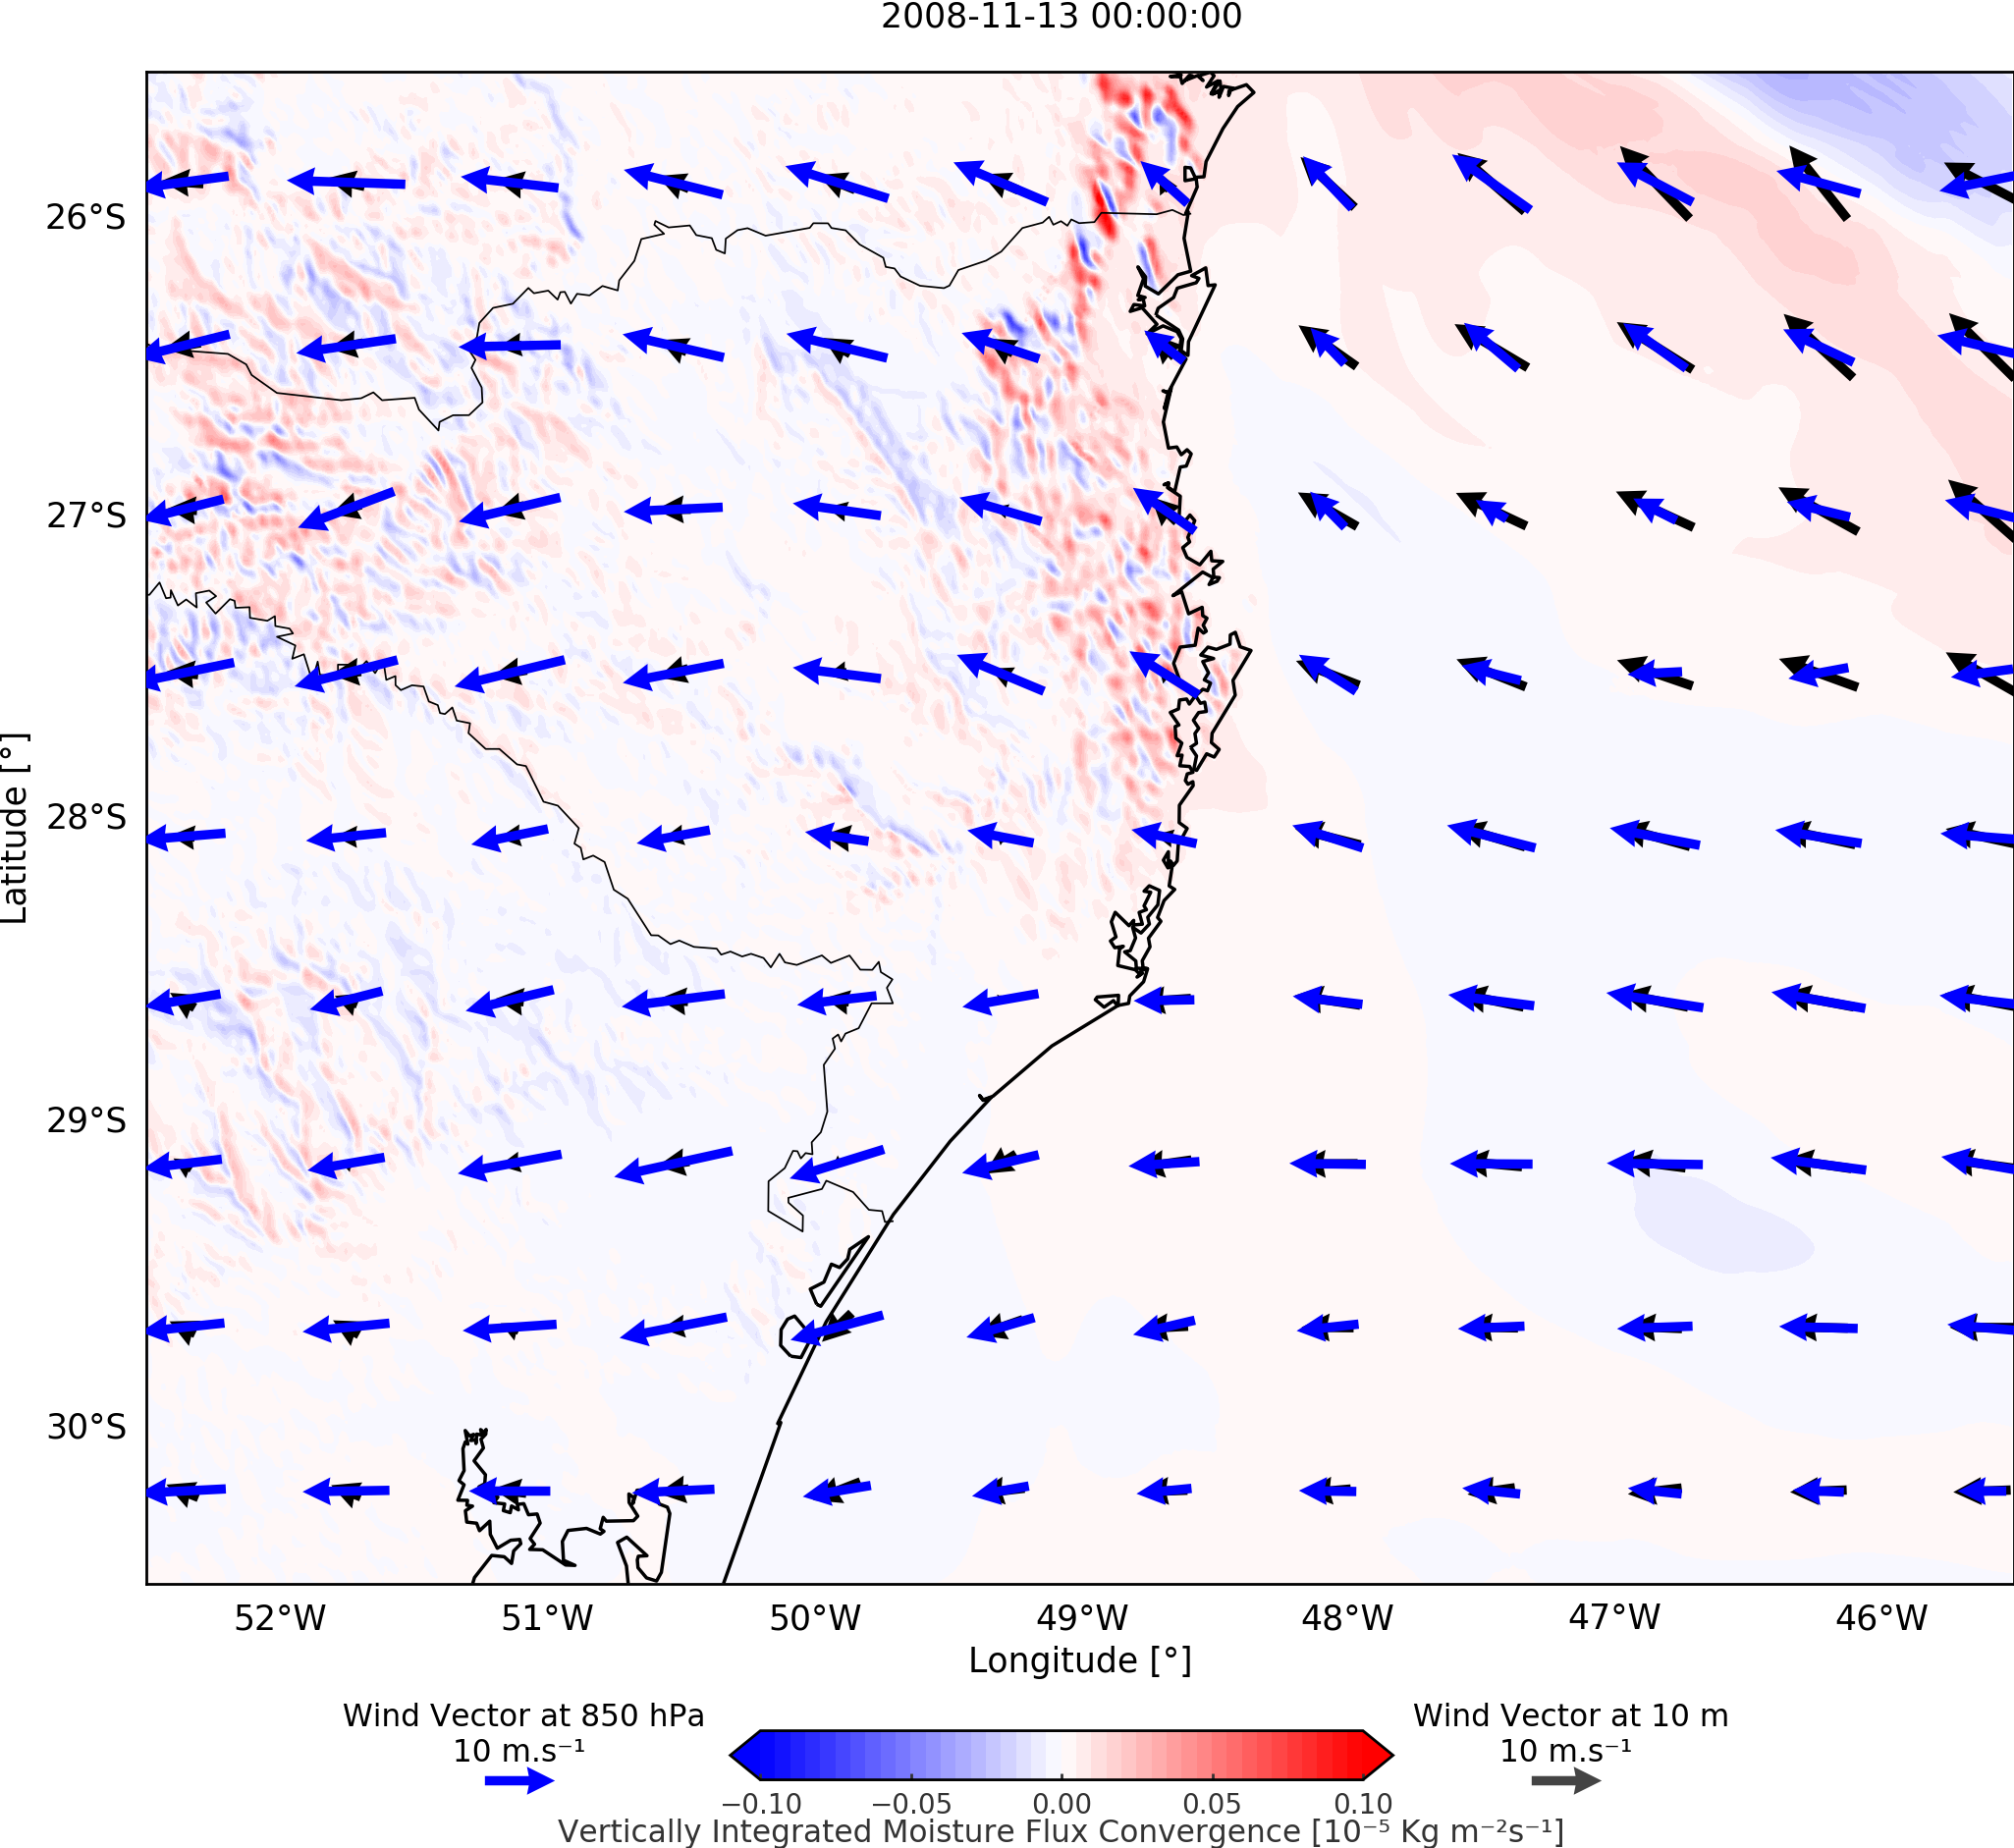 2008-11-13 00:00:00
26°S
27°S
28°S
29°S
30°S
Latitude [°]
52°W
51°W
50°W
49°W
48°W
47°W
46°W
Longitude [°]
Wind Vector at 850 hPa
10 m.s⁻¹
Wind Vector at 10 m
10 m.s⁻¹
−0.10
−0.05
0.00
0.05
0.10
Vertically Integrated Moisture Flux Convergence [10⁻⁵ Kg m⁻²s⁻¹]